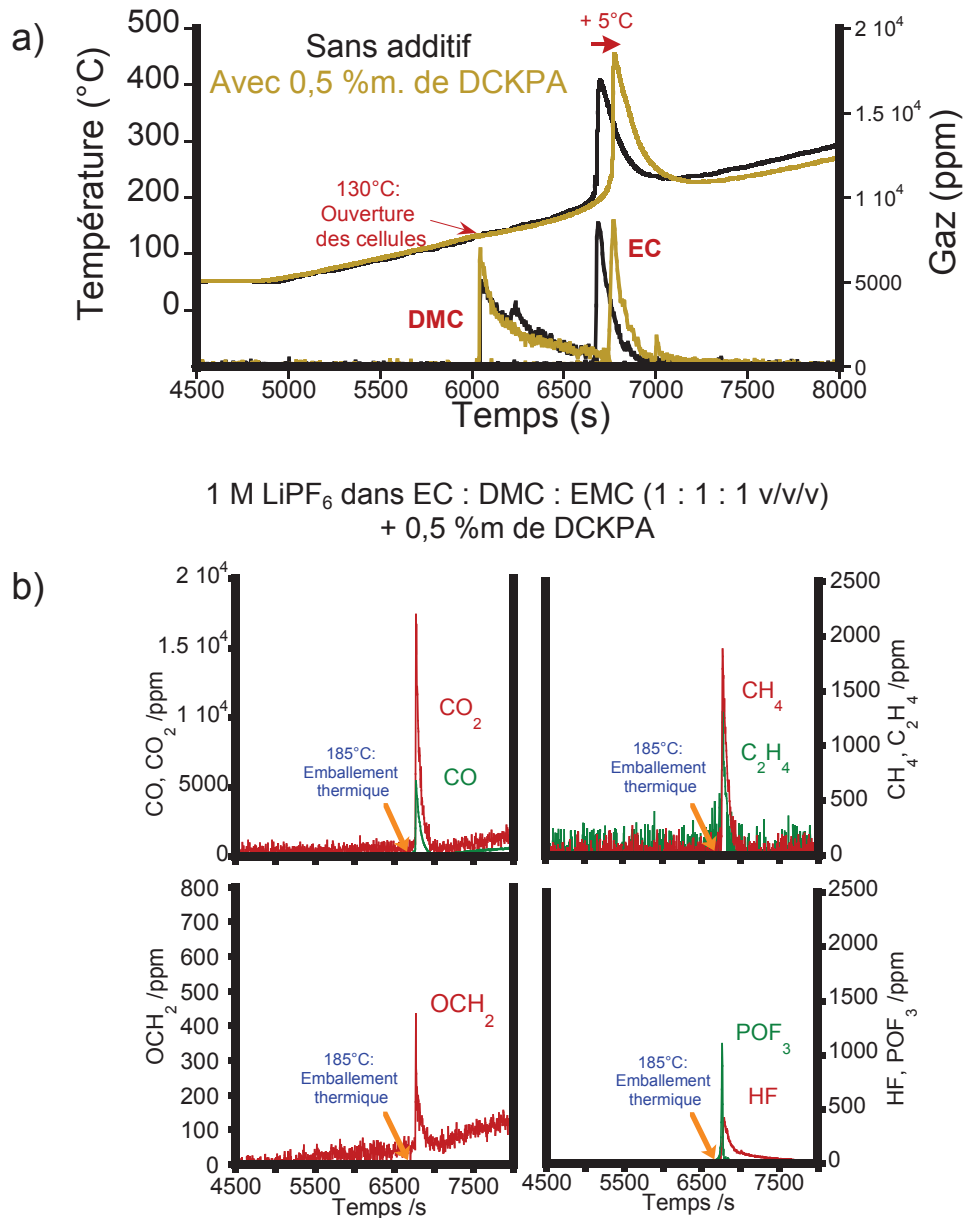 a)
500
400
300
200
100
0
Température (°C)
Sans additif
Avec 0,5 %m. de DCKPA
+ 5°C
130°C:
Ouverture
des cellules
DMC
EC
2 10⁴
1.5 10⁴
1 10⁴
5000
0
Gaz (ppm)
4500 5000 5500 6000 6500 7000 7500 8000
Temps (s)
1 M LiPF₆ dans EC : DMC : EMC (1 : 1 : 1 v/v/v)
+ 0,5 %m de DCKPA
b)
2 10⁴
1.5 10⁴
1 10⁴
5000
0
CO, CO₂ /ppm
CO₂
CO
185°C:
Emballement
thermique
2500
2000
1500
1000
500
0
CH₄, C₂H₄ /ppm
CH₄
C₂H₄
185°C:
Emballement
thermique
800
700
600
500
400
300
200
100
0
OCH₂ /ppm
OCH₂
185°C:
Emballement
thermique
4500 5500 6500 7500
Temps /s
2500
2000
1500
1000
500
0
HF, POF₃ /ppm
POF₃
HF
185°C:
Emballement
thermique
4500 5500 6500 7500
Temps /s